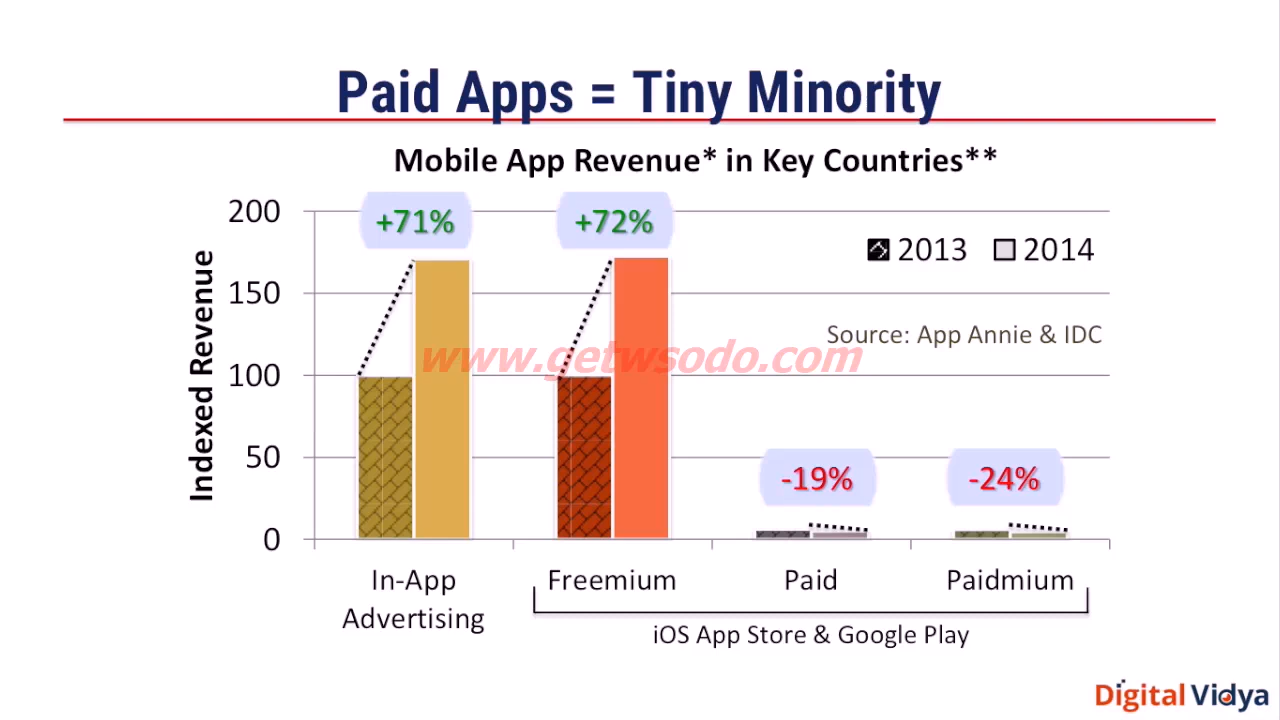 Paid Apps = Tiny Minority
Mobile App Revenue* in Key Countries**
+71%
+72%
200
150
100
50
0
Indexed Revenue
2013
2014
Source: App Annie & IDC
www.getwsodo.com
-19%
-24%
In-App
Advertising
Freemium
Paid
Paidmium
iOS App Store & Google Play
Digital Vidya